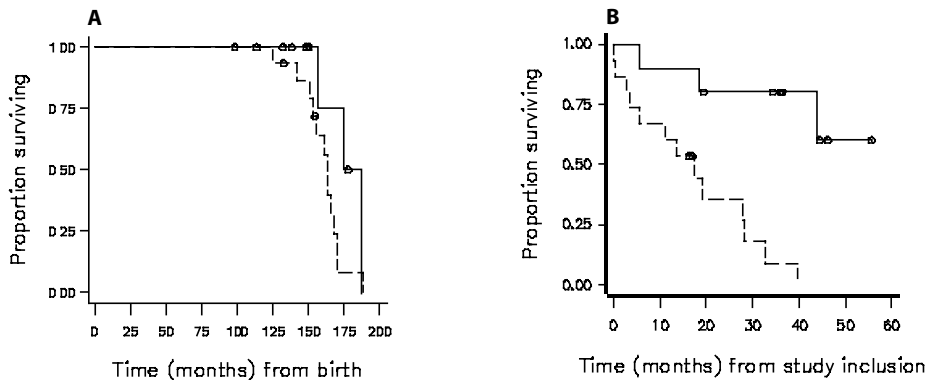 A
Proportion surviving
1.00
0.75
0.50
0.25
0.00
0 25 50 75 100 125 150 175 200
Time (months) from birth
B
Proportion surviving
1.00
0.75
0.50
0.25
0.00
0 10 20 30 40 50 60
Time (months) from study inclusion